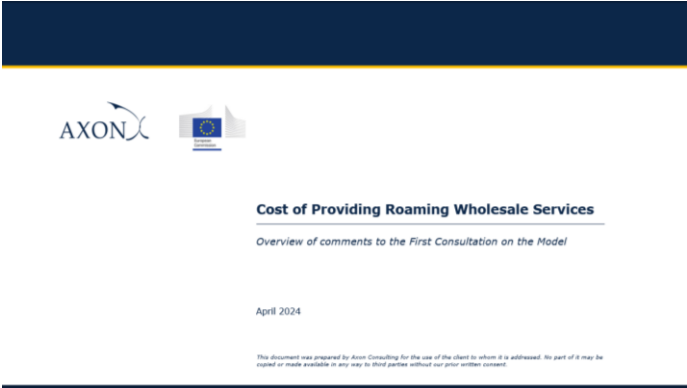 AXON
European
Commission
Cost of Providing Roaming Wholesale Services
Overview of comments to the First Consultation on the Model
April 2024
This document was prepared by Axon Consulting for the use of the client to whom it is addressed. No part of it may be
copied or made available in any way to third parties without our prior written consent.